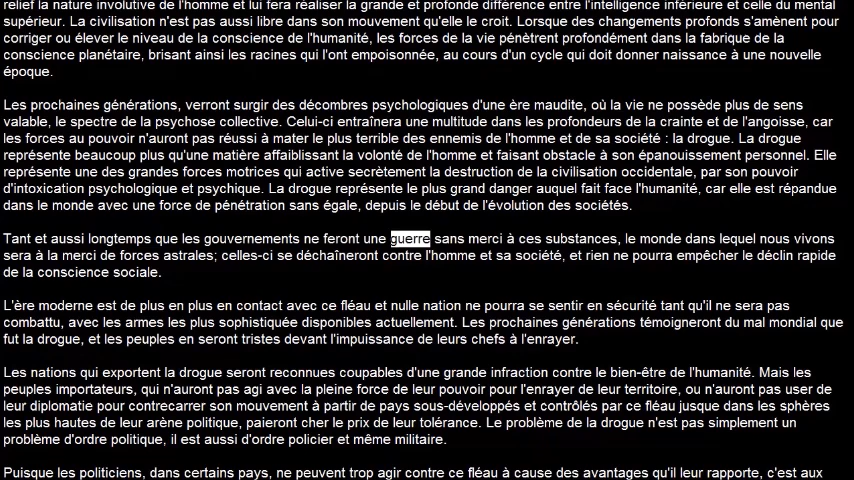 relief la nature involutive de l'homme et lui fera réaliser la grande et profonde différence entre l'intelligence inférieure et celle du mental
supérieur. La civilisation n'est pas aussi libre dans son mouvement qu'elle le croit. Lorsque des changements profonds s'amènent pour
corriger ou élever le niveau de la conscience de l'humanité, les forces de la vie pénètrent profondément dans la fabrique de la
conscience planétaire, brisant ainsi les racines qui l'ont empoisonnée, au cours d'un cycle qui doit donner naissance à une nouvelle
époque.

Les prochaines générations, verront surgir des décombres psychologiques d'une ère maudite, où la vie ne possède plus de sens
valable, le spectre de la psychose collective. Celui-ci entraînera une multitude dans les profondeurs de la crainte et de l'angoisse, car
les forces au pouvoir n'auront pas réussi à mater le plus terrible des ennemis de l'homme et de sa société : la drogue. La drogue
représente beaucoup plus qu'une matière affaiblissant la volonté de l'homme et faisant obstacle à son épanouissement personnel. Elle
représente une des grandes forces motrices qui active secrètement la destruction de la civilisation occidentale, par son pouvoir
d'intoxication psychologique et psychique. La drogue représente le plus grand danger auquel fait face l'humanité, car elle est répandue
dans le monde avec une force de pénétration sans égale, depuis le début de l'évolution des sociétés.

Tant et aussi longtemps que les gouvernements ne feront une guerre sans merci à ces substances, le monde dans lequel nous vivons
sera à la merci de forces astrales; celles-ci se déchaîneront contre l'homme et sa société, et rien ne pourra empêcher le déclin rapide
de la conscience sociale.

L'ère moderne est de plus en plus en contact avec ce fléau et nulle nation ne pourra se sentir en sécurité tant qu'il ne sera pas
combattu, avec les armes les plus sophistiquée disponibles actuellement. Les prochaines générations témoigneront du mal mondial que
fut la drogue, et les peuples en seront tristes devant l'impuissance de leurs chefs à l'enrayer.

Les nations qui exportent la drogue seront reconnues coupables d'une grande infraction contre le bien-être de l'humanité. Mais les
peuples importateurs, qui n'auront pas agi avec la pleine force de leur pouvoir pour l'enrayer de leur territoire, ou n'auront pas user de
leur diplomatie pour contrecarrer son mouvement à partir de pays sous-développés et contrôlés par ce fléau jusque dans les sphères
les plus hautes de leur arène politique, paieront cher le prix de leur tolérance. Le problème de la drogue n'est pas simplement un
problème d'ordre politique, il est aussi d'ordre policier et même militaire.

Puisque les politiciens, dans certains pays, ne peuvent trop agir contre ce fléau à cause des avantages qu'il leur rapporte, c'est aux